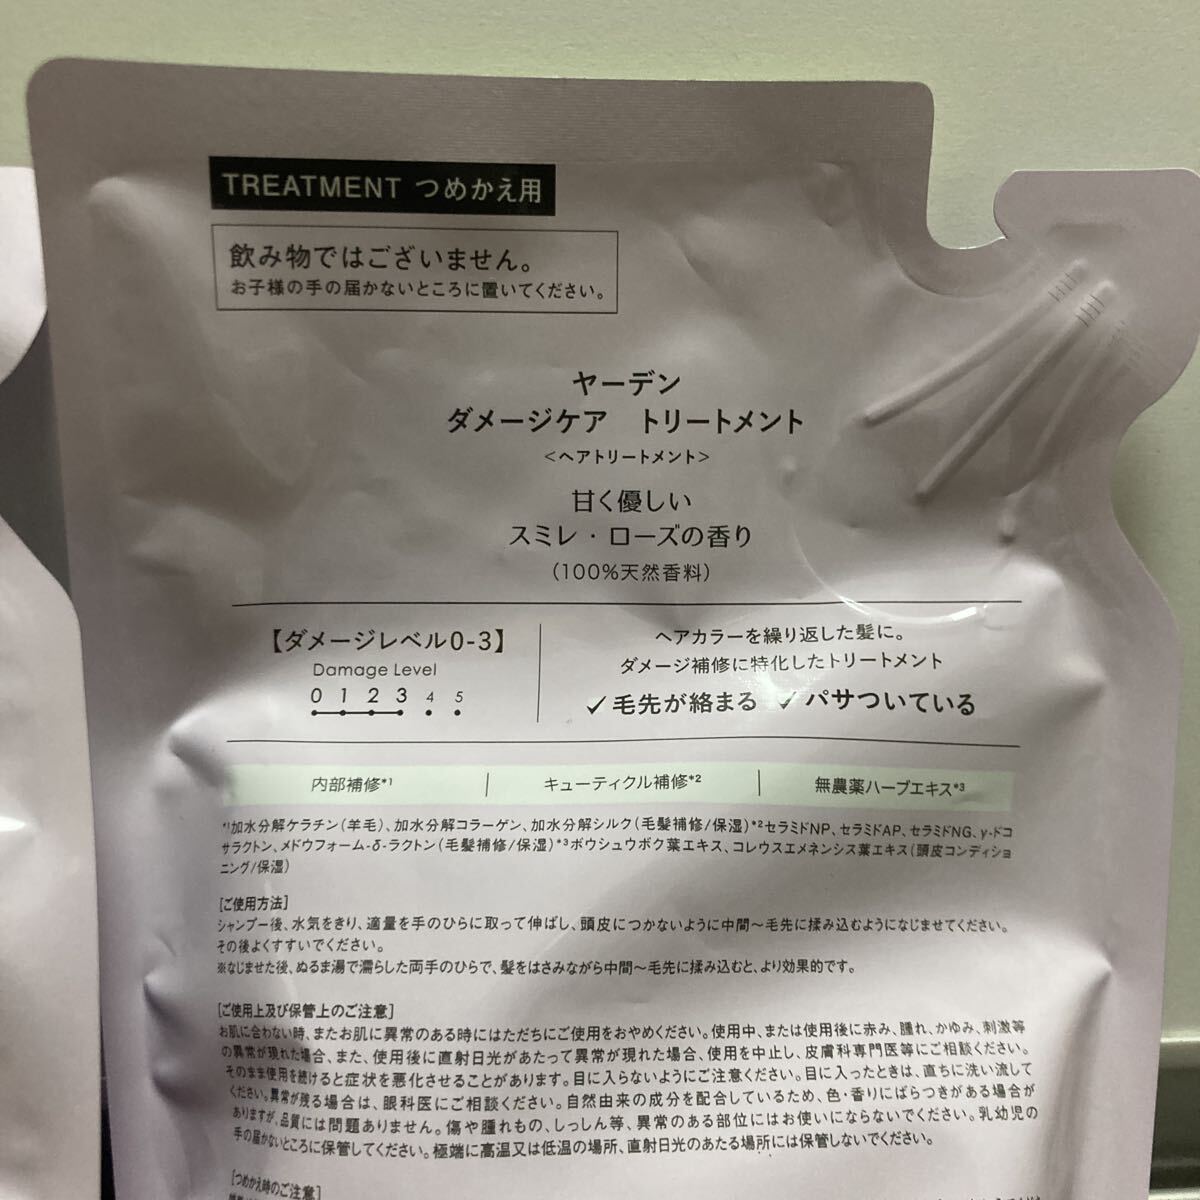 TREATMENT つめかえ用
飲み物ではございません。
お子様の手の届かないところに置いてください。
ヤーデン
ダメージケア トリートメント
<ヘアトリートメント>
甘く優しい
スミレ・ローズの香り
(100%天然香料)
【ダメージレベル0-3】
Damage Level
0 1 2 3 4 5
ヘアカラーを繰り返した髪に。
ダメージ補修に特化したトリートメント
✓毛先が絡まる ✓パサついている
内部補修*1 | キューティクル補修*2 | 無農薬ハーブエキス*3
*1加水分解ケラチン(羊毛)、加水分解コラーゲン、加水分解シルク(毛髪補修/保湿)*2セラミドNP、セラミドAP、セラミドNG、γ-ドコ
サラクトン、メドウフォーム-δ-ラクトン(毛髪補修/保湿)*3ボウシュウボク葉エキス、コレウスエメネンシス葉エキス(頭皮コンディショ
ニング/保湿)
[ご使用方法]
シャンプー後、水気をきり、適量を手のひらに取って伸ばし、頭皮につかないように中間〜毛先に揉み込むようになじませてください。
その後よくすすいでください。
※なじませた後、ぬるま湯で濡らした両手のひらで、髪をはさみながら中間〜毛先に揉み込むと、より効果的です。
[ご使用上及び保管上のご注意]
お肌に合わない時、またお肌に異常のある時にはただちにご使用をおやめください。使用中、または使用後に赤み、腫れ、かゆみ、刺激等
の異常が現れた場合、また、使用後に直射日光があたって異常が現れた場合、使用を中止し、皮膚科専門医等にご相談ください。
そのまま使用を続けると症状を悪化させることがあります。目に入らないようにご注意ください。目に入ったときは、直ちに洗い流して
ください。異常が残る場合は、眼科医にご相談ください。自然由来の成分を配合しているため、色・香りにばらつきがある場合が
ありますが、品質には問題ありません。傷や腫れもの、しっしん等、異常のある部位にはお使いにならないでください。乳幼児の
手の届かないところに保管してください。極端に高温又は低温の場所、直射日光のあたる場所には保管しないでください。
[つめかえ時のご注意]